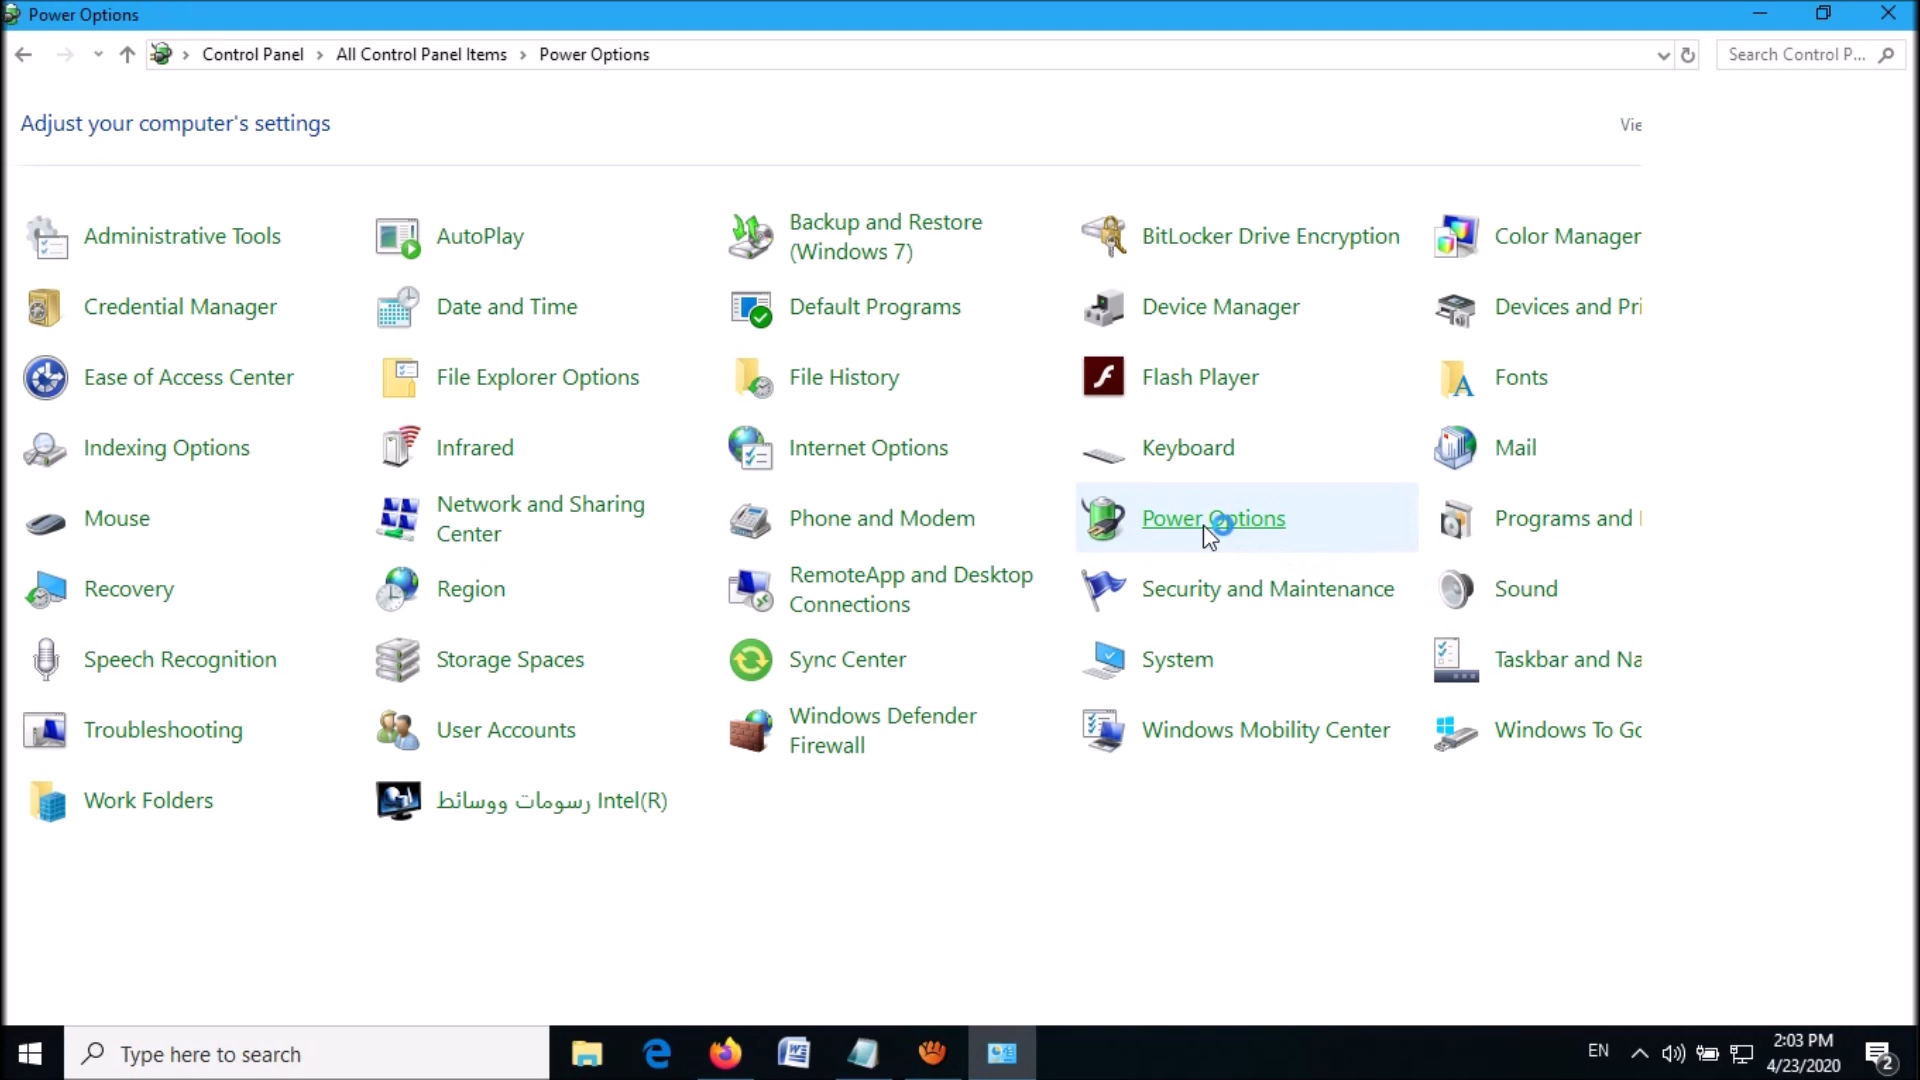 Power Options
Control Panel > All Control Panel Items > Power Options
Search Control P...
Adjust your computer's settings
Vie
Administrative Tools
AutoPlay
Backup and Restore
(Windows 7)
BitLocker Drive Encryption
Color Manager
Credential Manager
Date and Time
Default Programs
Device Manager
Devices and Pri
Ease of Access Center
File Explorer Options
File History
Flash Player
Fonts
Indexing Options
Infrared
Internet Options
Keyboard
Mail
Mouse
Network and Sharing
Center
Phone and Modem
Power Options
Programs and
Recovery
Region
RemoteApp and Desktop
Connections
Security and Maintenance
Sound
Speech Recognition
Storage Spaces
Sync Center
System
Taskbar and Na
Troubleshooting
User Accounts
Windows Defender
Firewall
Windows Mobility Center
Windows To Go
Work Folders
رسومات ووسائط Intel(R)
Type here to search
EN
2:03 PM
4/23/2020
2